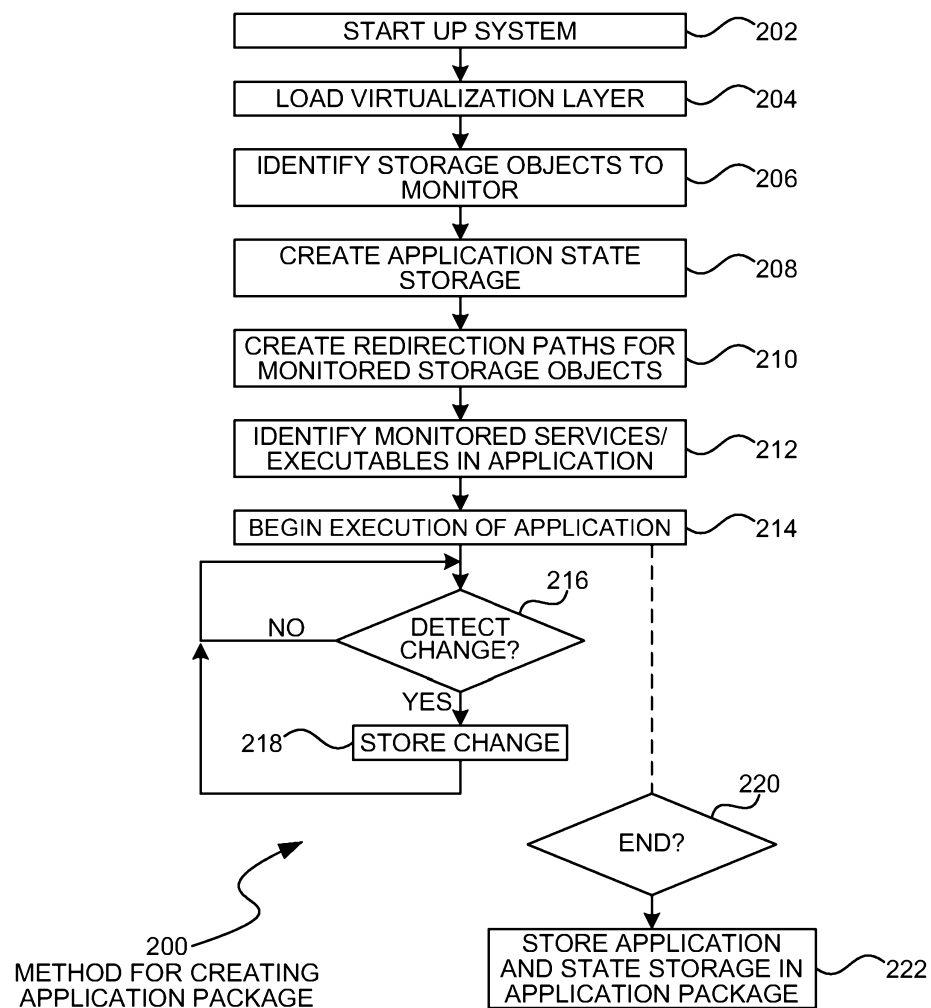 START UP SYSTEM
202
LOAD VIRTUALIZATION LAYER
204
IDENTIFY STORAGE OBJECTS TO
MONITOR
206
CREATE APPLICATION STATE
STORAGE
208
CREATE REDIRECTION PATHS FOR
MONITORED STORAGE OBJECTS
210
IDENTIFY MONITORED SERVICES/
EXECUTABLES IN APPLICATION
212
BEGIN EXECUTION OF APPLICATION
214
216
DETECT
CHANGE?
NO
YES
218
STORE CHANGE
220
END?
STORE APPLICATION
AND STATE STORAGE IN
APPLICATION PACKAGE
222
200
METHOD FOR CREATING
APPLICATION PACKAGE